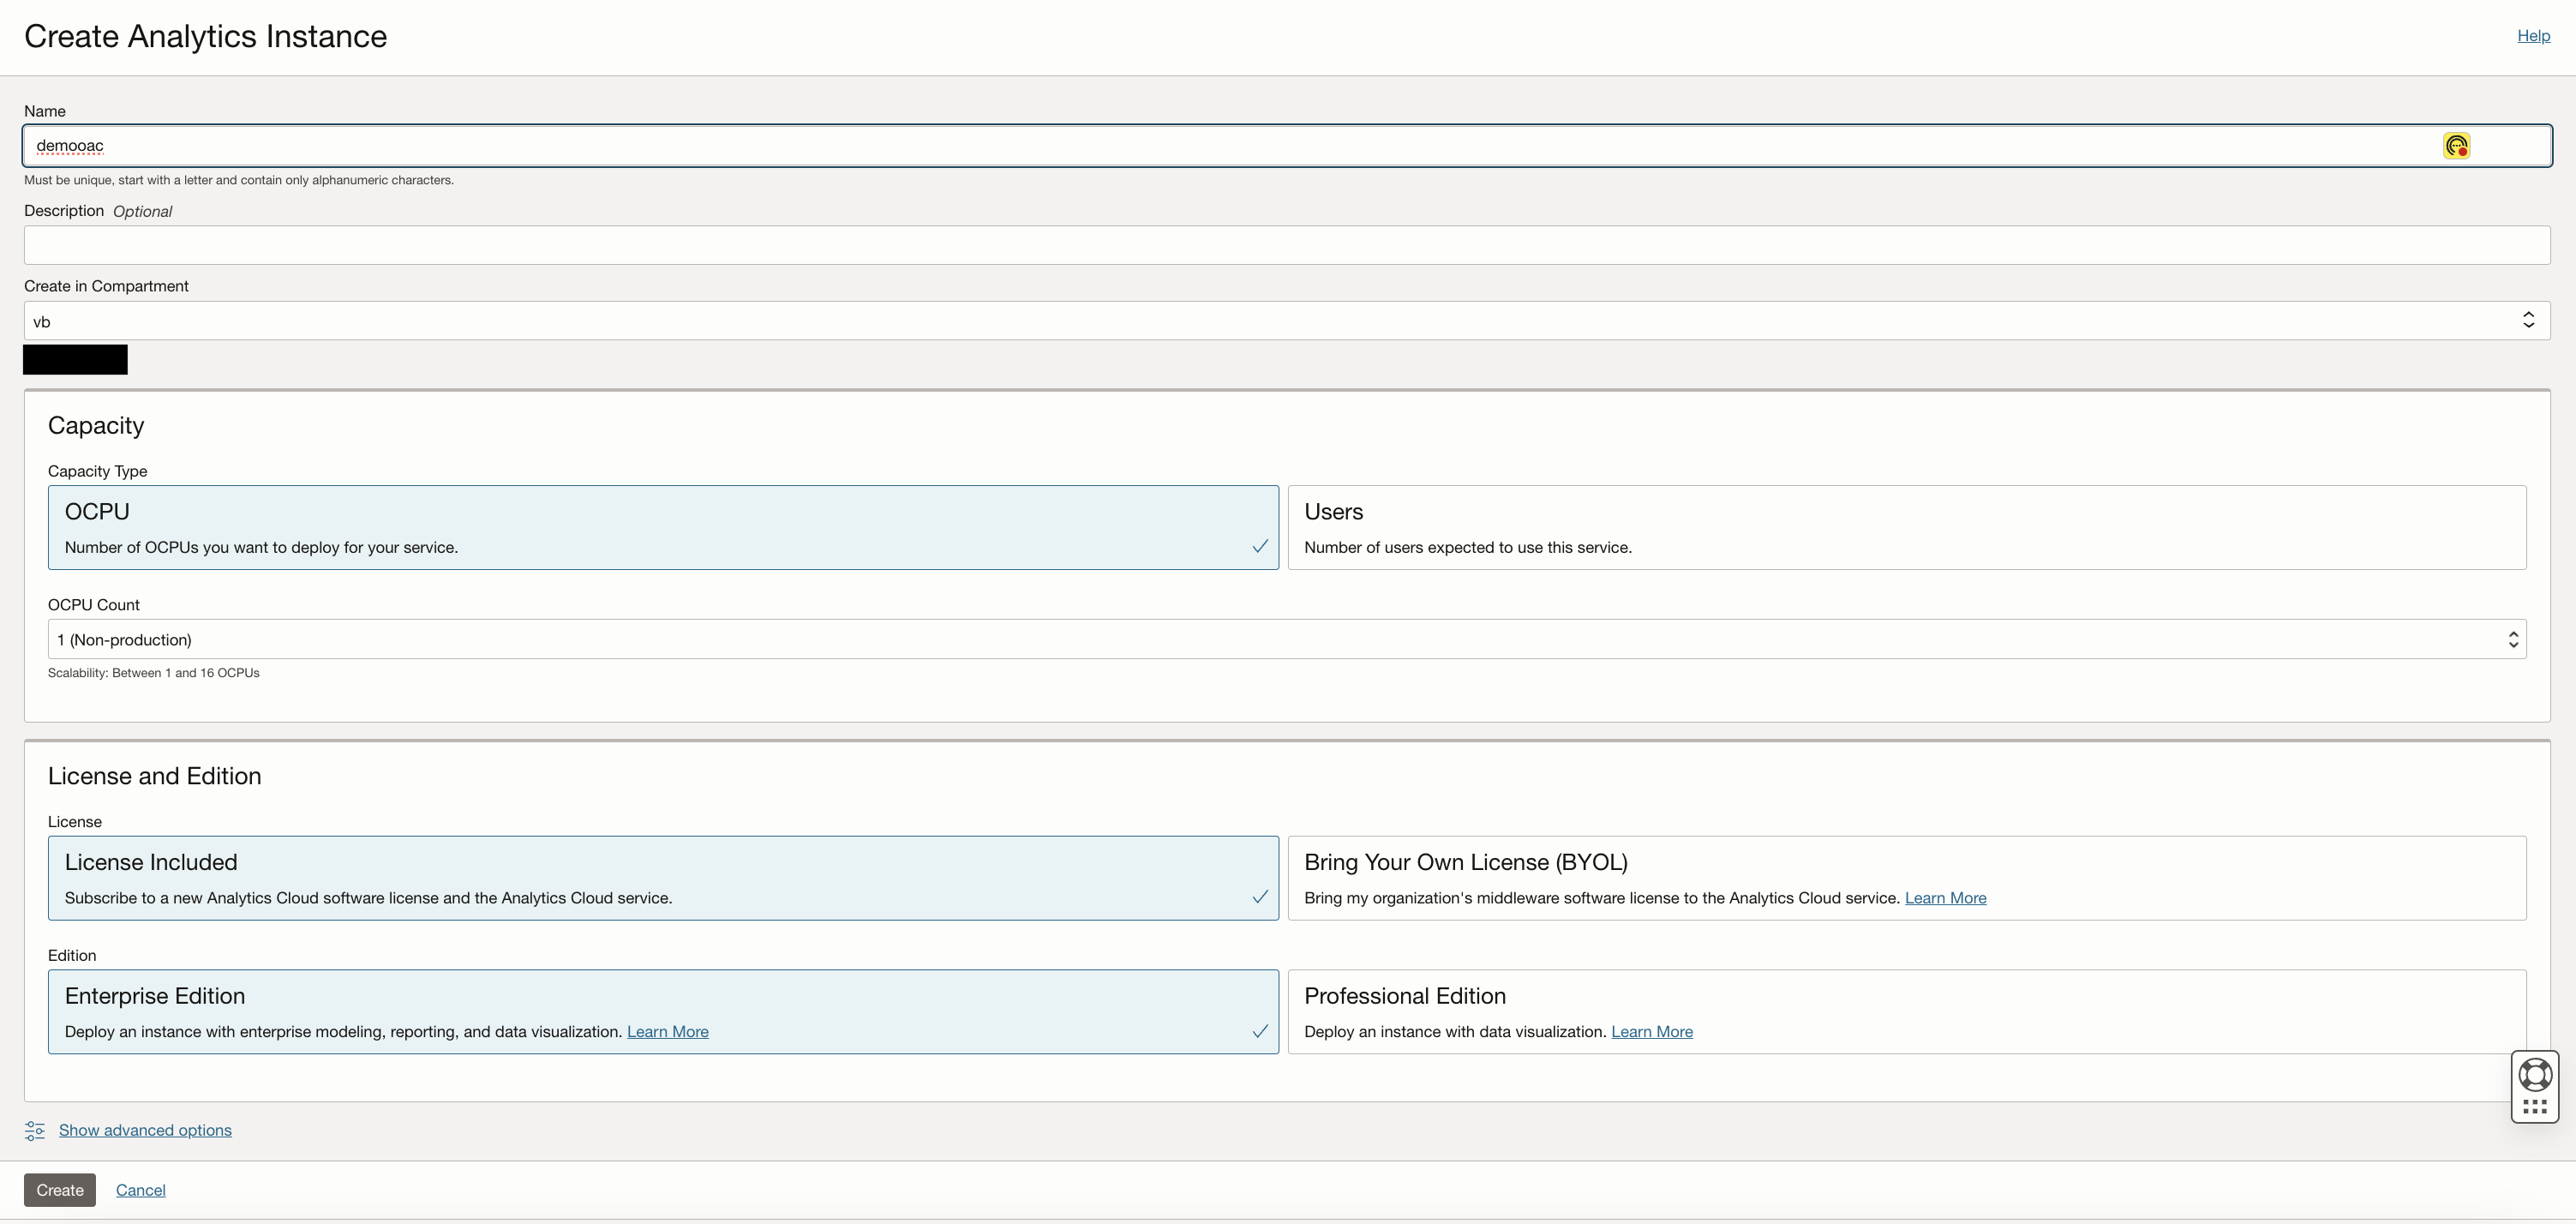 Create Analytics Instance
Help
Name
demooac
Must be unique, start with a letter and contain only alphanumeric characters.
Description Optional
Create in Compartment
vb
Capacity
Capacity Type
OCPU
Number of OCPUs you want to deploy for your service.
Users
Number of users expected to use this service.
OCPU Count
1 (Non-production)
Scalability: Between 1 and 16 OCPUs
License and Edition
License
License Included
Subscribe to a new Analytics Cloud software license and the Analytics Cloud service.
Bring Your Own License (BYOL)
Bring my organization's middleware software license to the Analytics Cloud service. Learn More
Edition
Enterprise Edition
Deploy an instance with enterprise modeling, reporting, and data visualization. Learn More
Professional Edition
Deploy an instance with data visualization. Learn More
Show advanced options
Create
Cancel